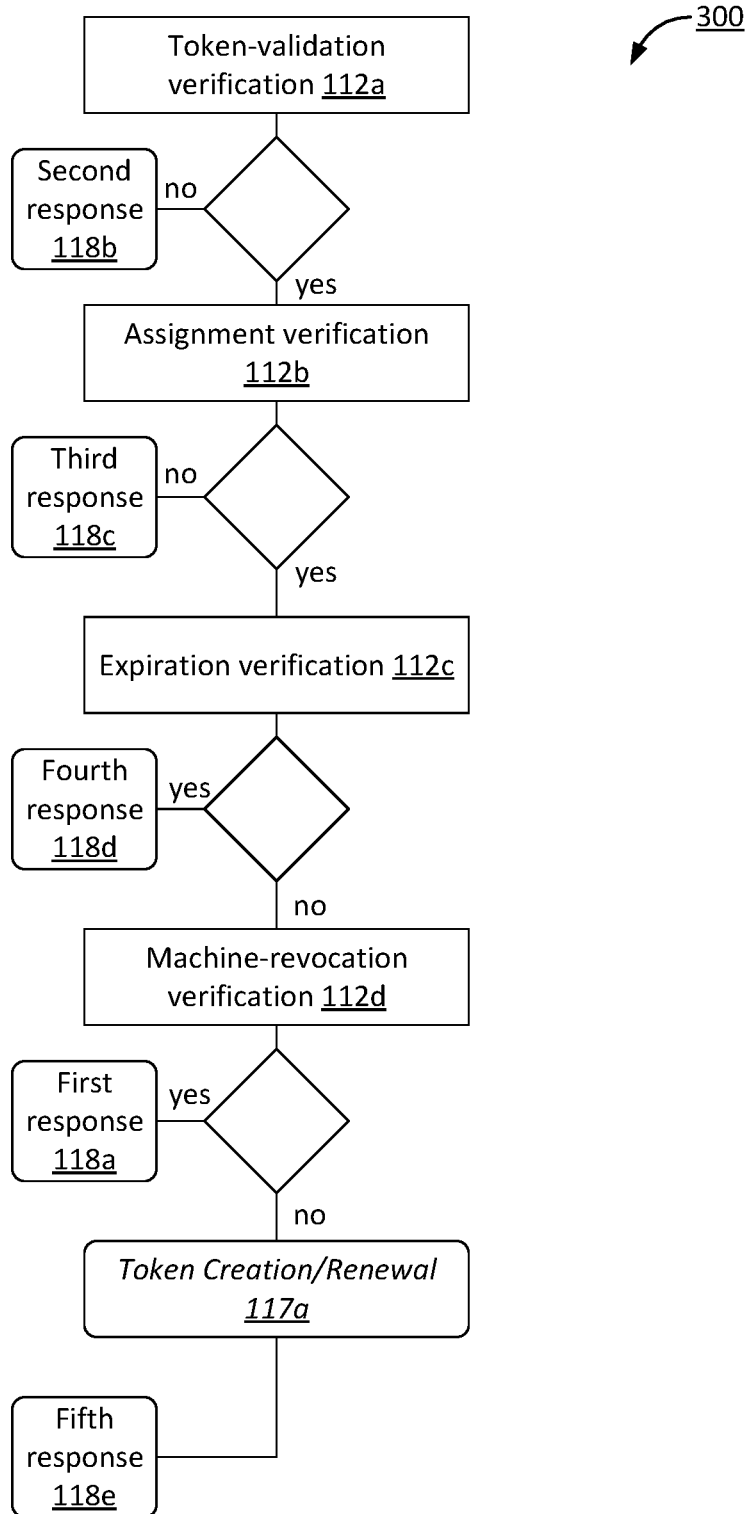 300
Token-validation
verification 112a
Second
response
118b
no
yes
Assignment verification
112b
Third
response
118c
no
yes
Expiration verification 112c
Fourth
response
118d
yes
no
Machine-revocation
verification 112d
First
response
118a
yes
no
Token Creation/Renewal
117a
Fifth
response
118e